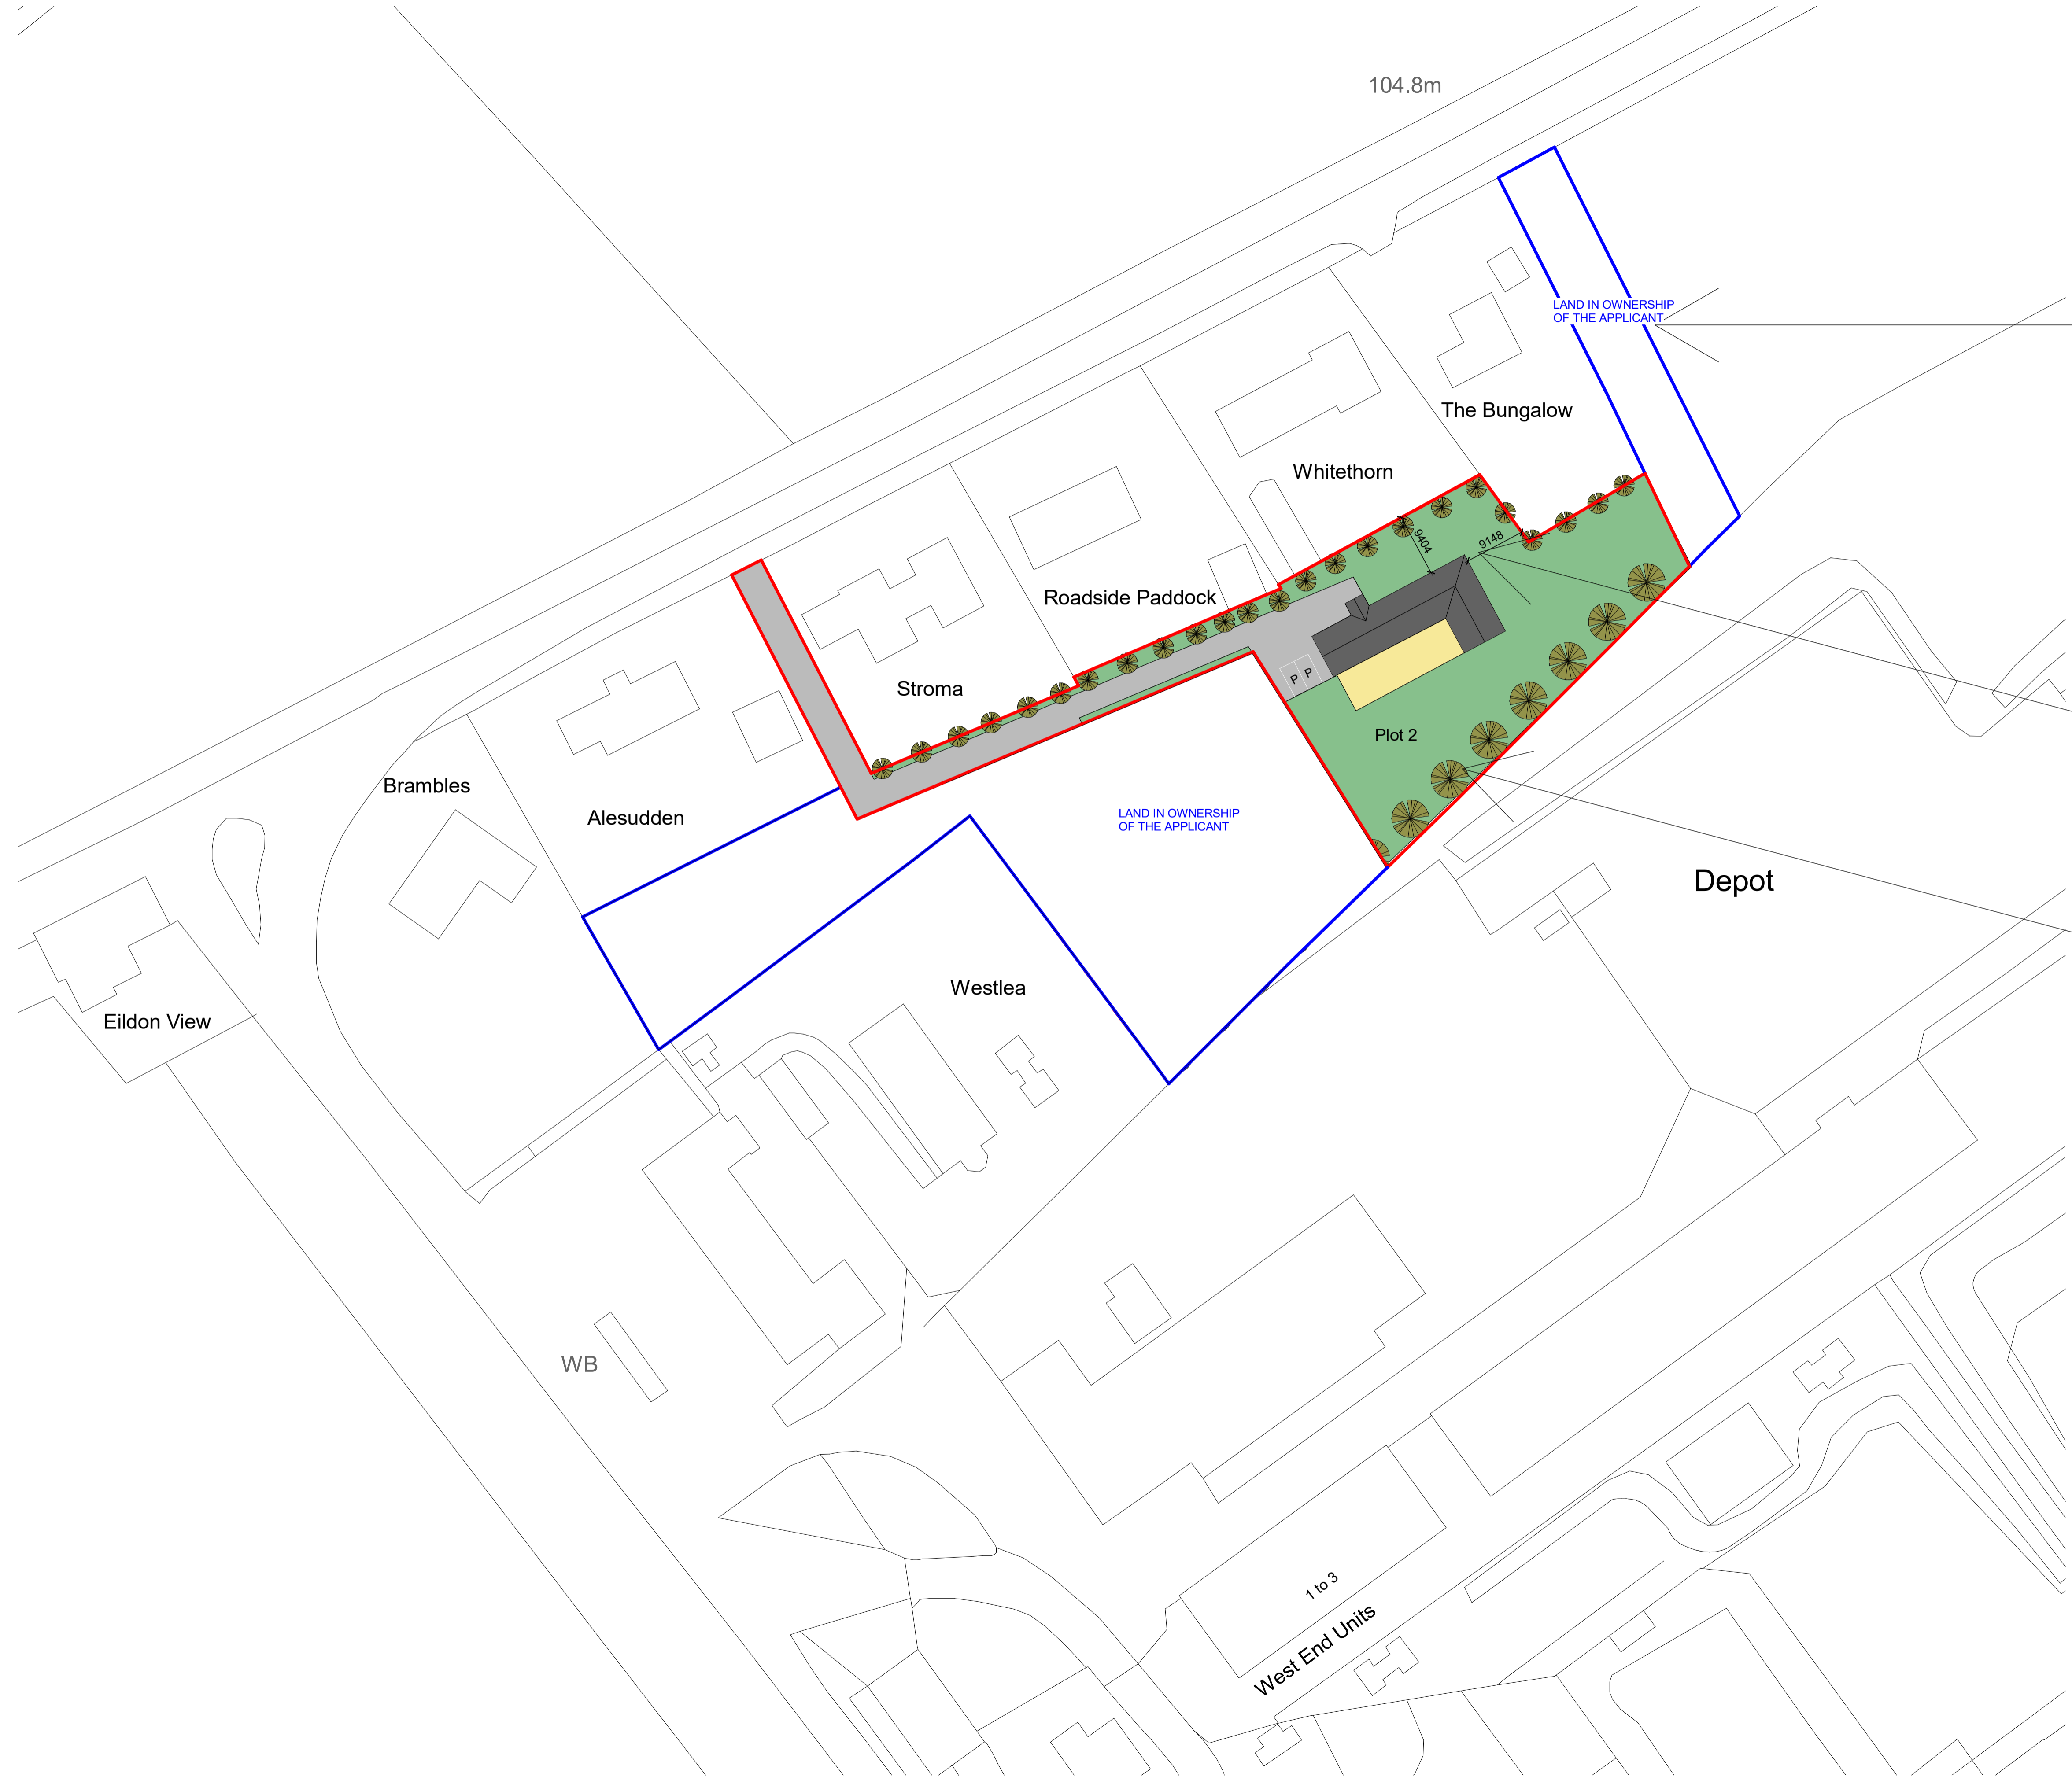 104.8m
LAND IN OWNERSHIP
OF THE APPLICANT
The Bungalow
Whitethorn
9404
9148
Roadside Paddock
Stroma
P
P
Plot 2
Brambles
Alesudden
LAND IN OWNERSHIP
OF THE APPLICANT
Depot
Westlea
Eildon View
WB
1 to 3
West End Units